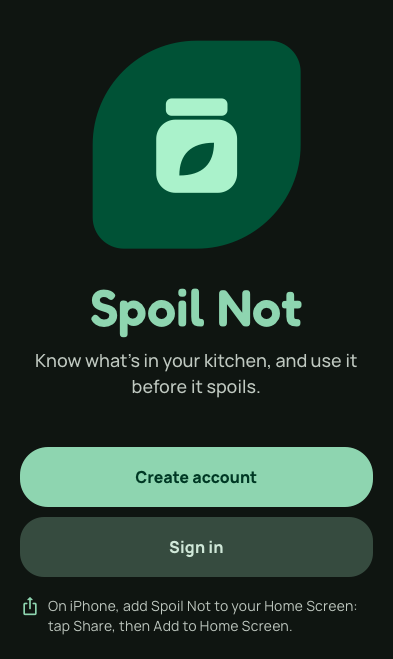 Spoil Not
Know what's in your kitchen, and use it
before it spoils.
Create account
Sign in
On iPhone, add Spoil Not to your Home Screen:
tap Share, then Add to Home Screen.